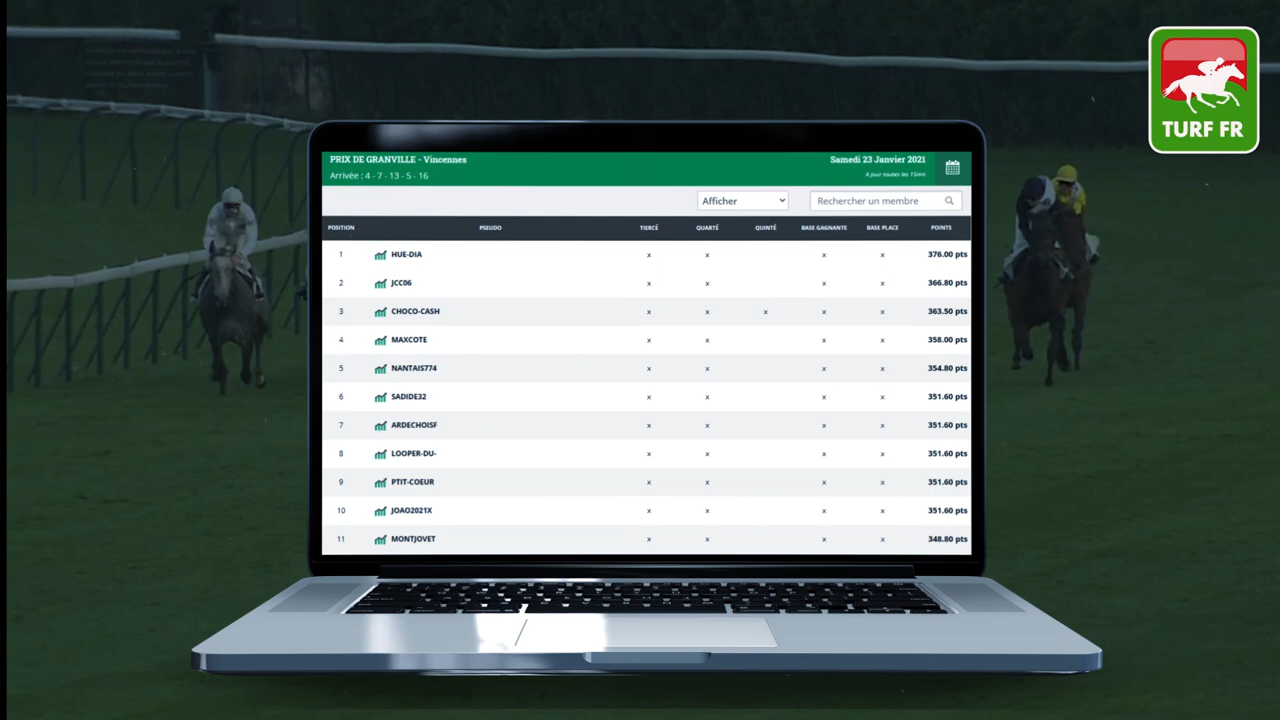 TURF FR
PRIX DE GRANVILLE - Vincennes
Samedi 23 Janvier 2021
Arrivée : 4 - 7 - 13 - 5 - 16
A jour toutes les 15mn
Afficher
Rechercher un membre
POSITION PSEUDO TIERCÉ QUARTÉ QUINTÉ BASE GAGNANTE BASE PLACE POINTS
1 HUE-DIA x x x x 376.00 pts
2 JCC06 x x x x 366.80 pts
3 CHOCO-CASH x x x x x 363.50 pts
4 MAXCOTE x x x x 358.00 pts
5 NANTAIS774 x x x x 354.80 pts
6 SADIDE32 x x x x 351.60 pts
7 ARDECHOISF x x x x 351.60 pts
8 LOOPER-DU- x x x x 351.60 pts
9 PTIT-COEUR x x x x 351.60 pts
10 JOAO2021X x x x x 351.60 pts
11 MONTJOVET x x x x 348.80 pts